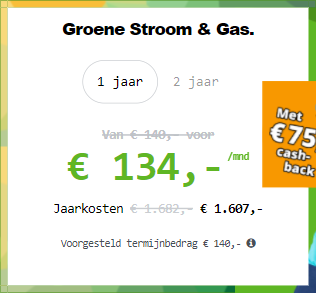 Groene Stroom & Gas.
1 jaar 2 jaar
Van € 140,- voor
€ 134,- /mnd
Jaarkosten € 1.682,- € 1.607,-
Voorgesteld termijnbedrag € 140,-
Met
€75
cash-
back